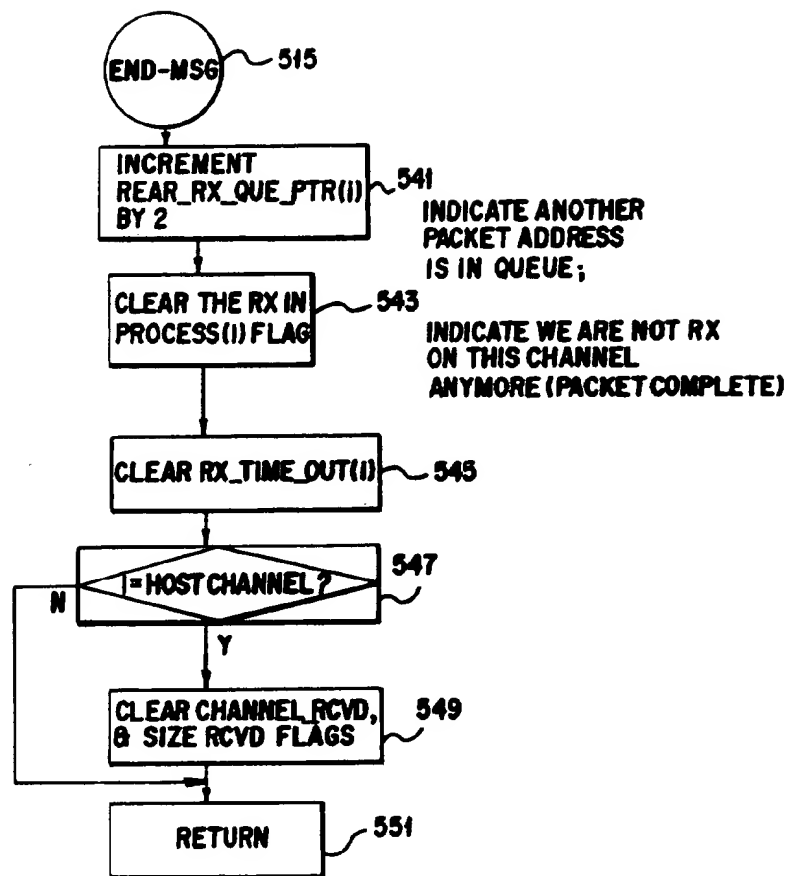 END-MSG
515
INCREMENT
REAR_RX_QUE_PTR(i)
BY 2
541
INDICATE ANOTHER
PACKET ADDRESS
IS IN QUEUE;
CLEAR THE RX IN
PROCESS(I) FLAG
543
INDICATE WE ARE NOT RX
ON THIS CHANNEL
ANYMORE (PACKET COMPLETE)
CLEAR RX_TIME_OUT(I)
545
I = HOST CHANNEL?
547
N
Y
CLEAR CHANNEL_RCVD,
& SIZE RCVD FLAGS
549
RETURN
551